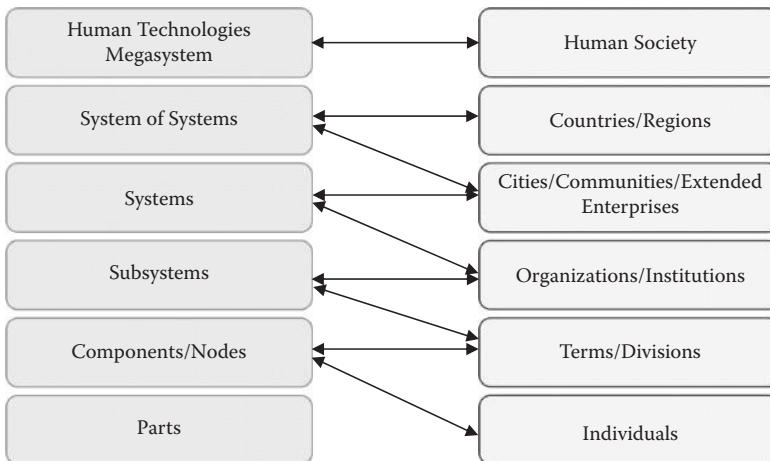 Human Technologies
Megasystem
Human Society
System of Systems
Countries/Regions
Systems
Cities/Communities/Extended
Enterprises
Subsystems
Organizations/Institutions
Components/Nodes
Terms/Divisions
Parts
Individuals